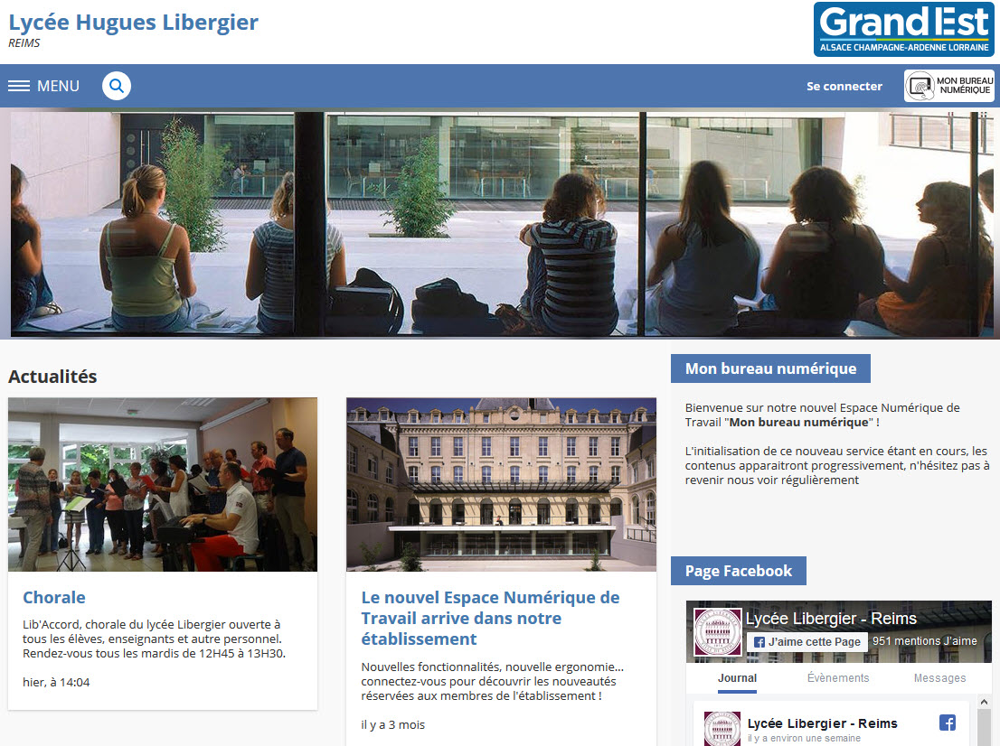 Lycée Hugues Libergier
REIMS
Grand Est
ALSACE CHAMPAGNE-ARDENNE LORRAINE
MENU
Se connecter
MON BUREAU
NUMÉRIQUE
Actualités
Chorale
Lib'Accord, chorale du lycée Libergier ouverte à
tous les élèves, enseignants et autre personnel.
Rendez-vous tous les mardis de 12H45 à 13H30.
hier, à 14:04
Le nouvel Espace Numérique de
Travail arrive dans notre
établissement
Nouvelles fonctionnalités, nouvelle ergonomie...
connectez-vous pour découvrir les nouveautés
réservées aux membres de l'établissement !
il y a 3 mois
Mon bureau numérique
Bienvenue sur notre nouvel Espace Numérique de
Travail "Mon bureau numérique" !
L'initialisation de ce nouveau service étant en cours, les
contenus apparaitront progressivement, n'hésitez pas à
revenir nous voir régulièrement
Page Facebook
Lycée Libergier - Reims
J'aime cette Page
951 mentions J'aime
Journal
Évènements
Messages
Lycée Libergier - Reims
il y a environ une semaine